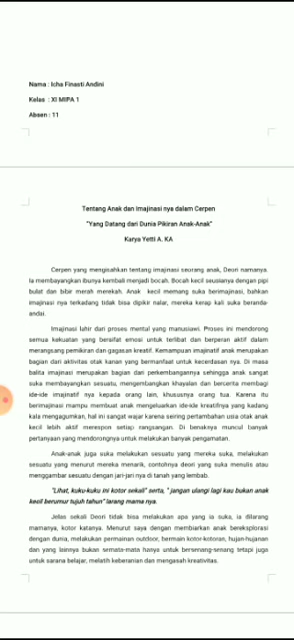 Nama : Icha Finasti Andini
Kelas : XI MIPA 1
Absen : 11
Tentang Anak dan Imajinasi nya dalam Cerpen
"Yang Datang dari Dunia Pikiran Anak-Anak"
Karya Yetti A. KA
Cerpen yang mengisahkan tentang imajinasi seorang anak, Deori namanya.
Ia membayangkan ibunya kembali menjadi bocah. Bocah kecil seusianya dengan pipi
bulat dan bibir merah merekah. Anak kecil memang suka berimajinasi, bahkan
imajinasi nya terkadang tidak bisa dipikir nalar, mereka kerap kali suka beranda-
andai.
Imajinasi lahir dari proses mental yang manusiawi. Proses ini mendorong
semua kekuatan yang bersifat emosi untuk terlibat dan berperan aktif dalam
merangsang pemikiran dan gagasan kreatif. Kemampuan imajinatif anak merupakan
bagian dari aktivitas otak kanan yang bermanfaat untuk kecerdasan nya. Di masa
balita imajinasi merupakan bagian dari perkembangannya sehingga anak sangat
suka membayangkan sesuatu, mengembangkan khayalan dan bercerita membagi
ide-ide imajinatif nya kepada orang lain, khususnya orang tua. Karena itu
berimajinasi mampu membuat anak mengeluarkan ide-ide kreatifnya yang kadang
kala mengagumkan, hal ini sangat wajar karena seiring pertambahan usia otak anak
kecil lebih aktif merespon setiap rangsangan. Di benaknya muncul banyak
pertanyaan yang mendorongnya untuk melakukan banyak pengamatan.
Anak-anak juga suka melakukan sesuatu yang mereka suka, melakukan
sesuatu yang menurut mereka menarik, contohnya deori yang suka menulis atau
menggambar sesuatu dengan jari-jari nya di tanah yang lembab.
"Lihat, kuku-kuku ini kotor sekali" serta, " jangan ulangi lagi kau bukan anak
kecil berumur tujuh tahun" larang mama nya.
Jelas sekali Deori tidak bisa melakukan apa yang ia suka, ia dilarang
mamanya, kotor katanya. Menurut saya dengan membiarkan anak bereksplorasi
dengan dunia, melakukan permainan outdoor, bermain kotor-kotoran, hujan-hujanan
dan yang lainnya bukan semata-mata hanya untuk bersenang-senang tetapi juga
untuk sarana belajar, melatih keberanian dan mengasah kreativitas.